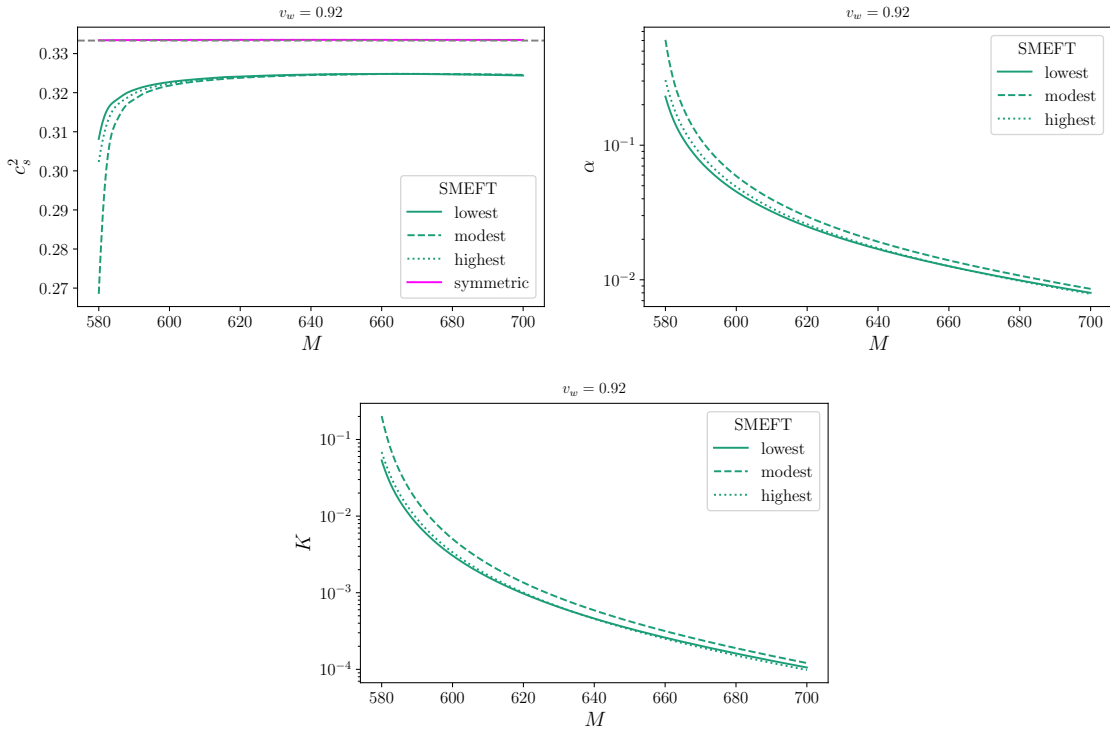 v_w = 0.92
c_s^2
0.33
0.32
0.31
0.30
0.29
0.28
0.27
580
600
620
640
660
680
700
M
SMEFT
lowest
modest
highest
symmetric
v_w = 0.92
α
10^{-1}
10^{-2}
580
600
620
640
660
680
700
M
SMEFT
lowest
modest
highest
v_w = 0.92
K
10^{-1}
10^{-2}
10^{-3}
10^{-4}
580
600
620
640
660
680
700
M
SMEFT
lowest
modest
highest